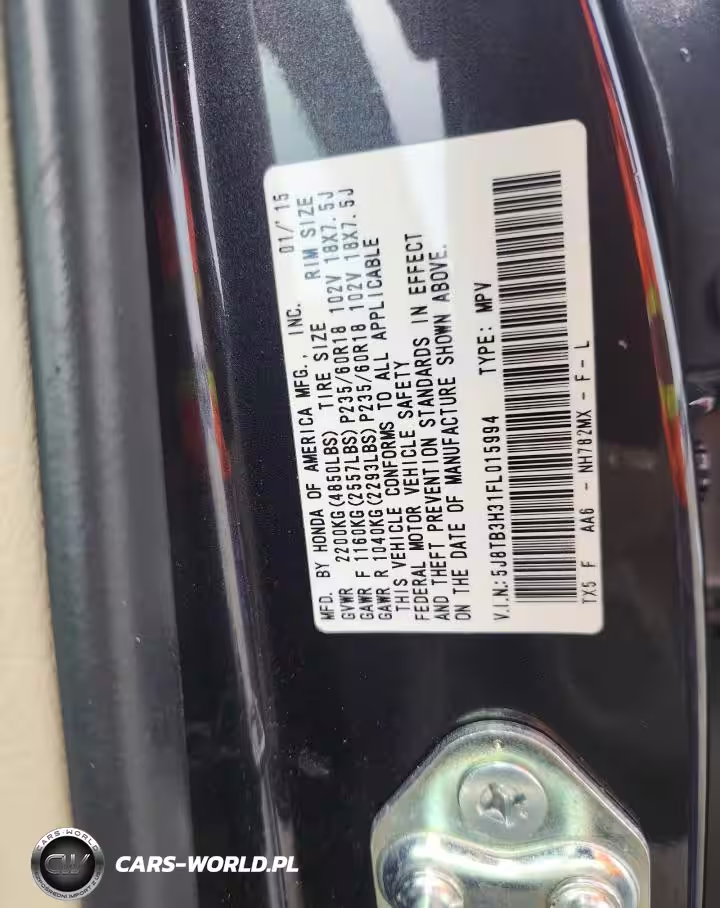 MFD. BY HONDA OF AMERICA MFG., INC. 01/'15
GVWR 2200KG(4850LBS) TIRE SIZE RIM SIZE
GAWR F 1160KG(2557LBS) P235/60R18 102V 18X7.5J
GAWR R 1040KG(2293LBS) P235/60R18 102V 18X7.5J
THIS VEHICLE CONFORMS TO ALL APPLICABLE
FEDERAL MOTOR VEHICLE SAFETY
AND THEFT PREVENTION STANDARDS IN EFFECT
ON THE DATE OF MANUFACTURE SHOWN ABOVE.
V.I.N.: 5J8TB3H31FL015994 TYPE: MPV
TX5 F AA6 - NH782MX - F - L
CARS-WORLD
CW
CARS-WORLD.PL